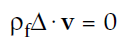 ρfΔ · v = 0